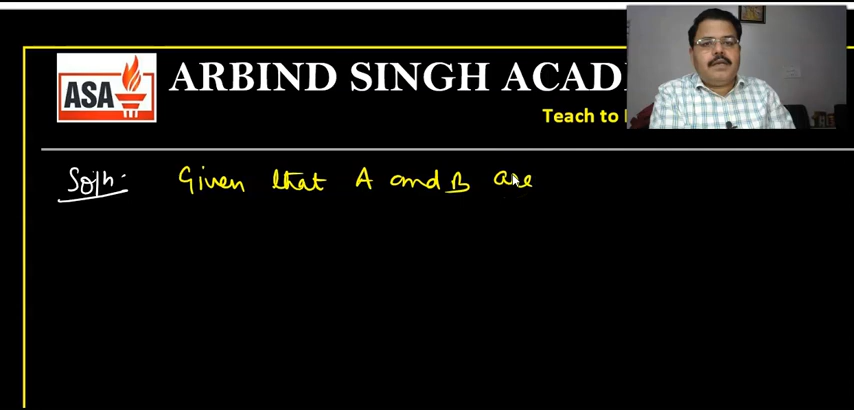 ASA
ARBIND SINGH ACAD
Teach to
Soln.
Given that A and B are